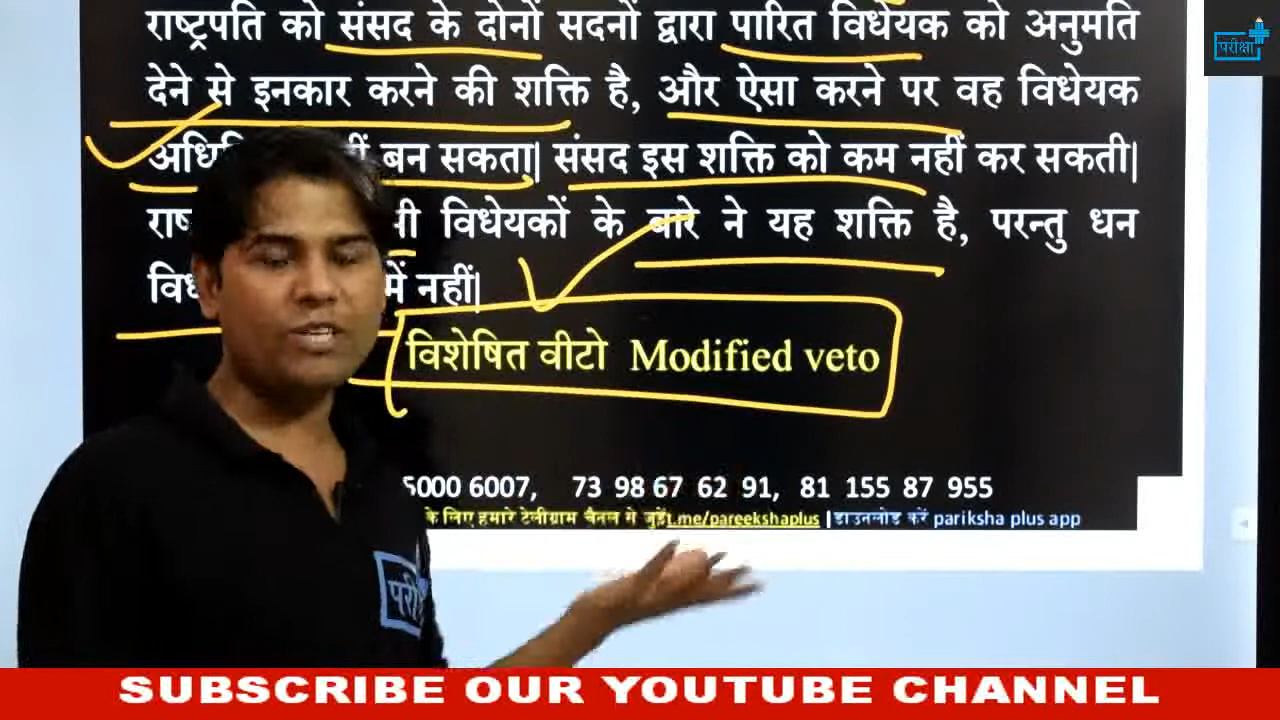 परीक्षा
राष्ट्रपति को संसद के दोनों सदनों द्वारा पारित विधेयक को अनुमति
देने से इनकार करने की शक्ति है, और ऐसा करने पर वह विधेयक
बन सकता| संसद इस शक्ति को कम नहीं कर सकती|
विधेयकों के बारे ने यह शक्ति है, परन्तु धन
में नहीं|
विशेषित वीटो Modified veto
5000 6007, 73 98 67 62 91, 81 155 87 955
के लिए हमारे टेलीग्राम चैनल से जुड़ें t.me/pareekshaplus | डाउनलोड करें pariksha plus app
SUBSCRIBE OUR YOUTUBE CHANNEL